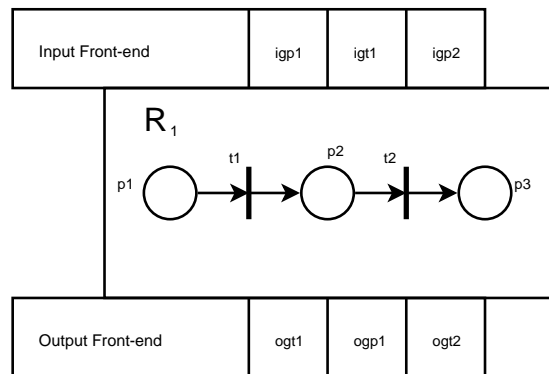 Input Front-end igp1 igt1 igp2
R1
t1 p2 t2
p1 p3
Output Front-end ogt1 ogp1 ogt2